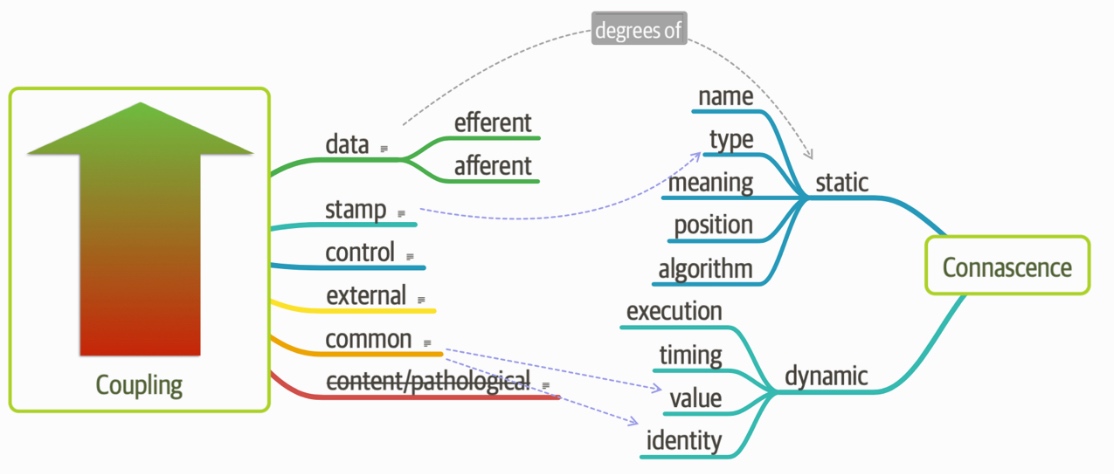 degrees of
data
efferent
afferent
stamp
control
external
common
content/pathological
Coupling
name
type
meaning
position
algorithm
static
execution
timing
value
identity
dynamic
Connascence